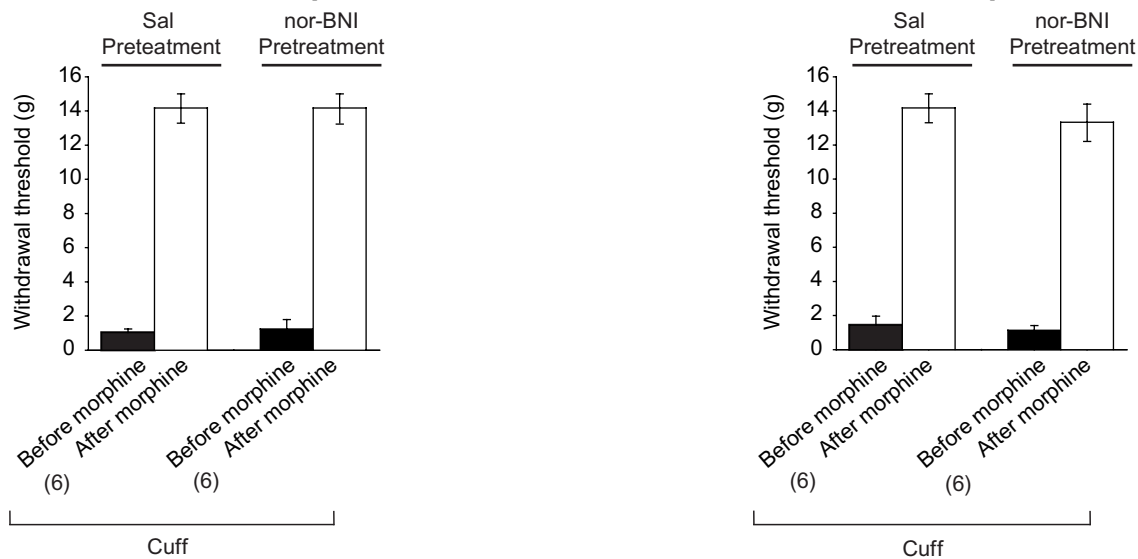 Sal
Pretreatment
nor-BNI
Pretreatment
Withdrawal threshold (g)
16
14
12
10
8
6
4
2
0
Before morphine
After morphine
Before morphine
After morphine
(6)
(6)
Cuff
Sal
Pretreatment
nor-BNI
Pretreatment
Withdrawal threshold (g)
16
14
12
10
8
6
4
2
0
Before morphine
After morphine
Before morphine
After morphine
(6)
(6)
Cuff